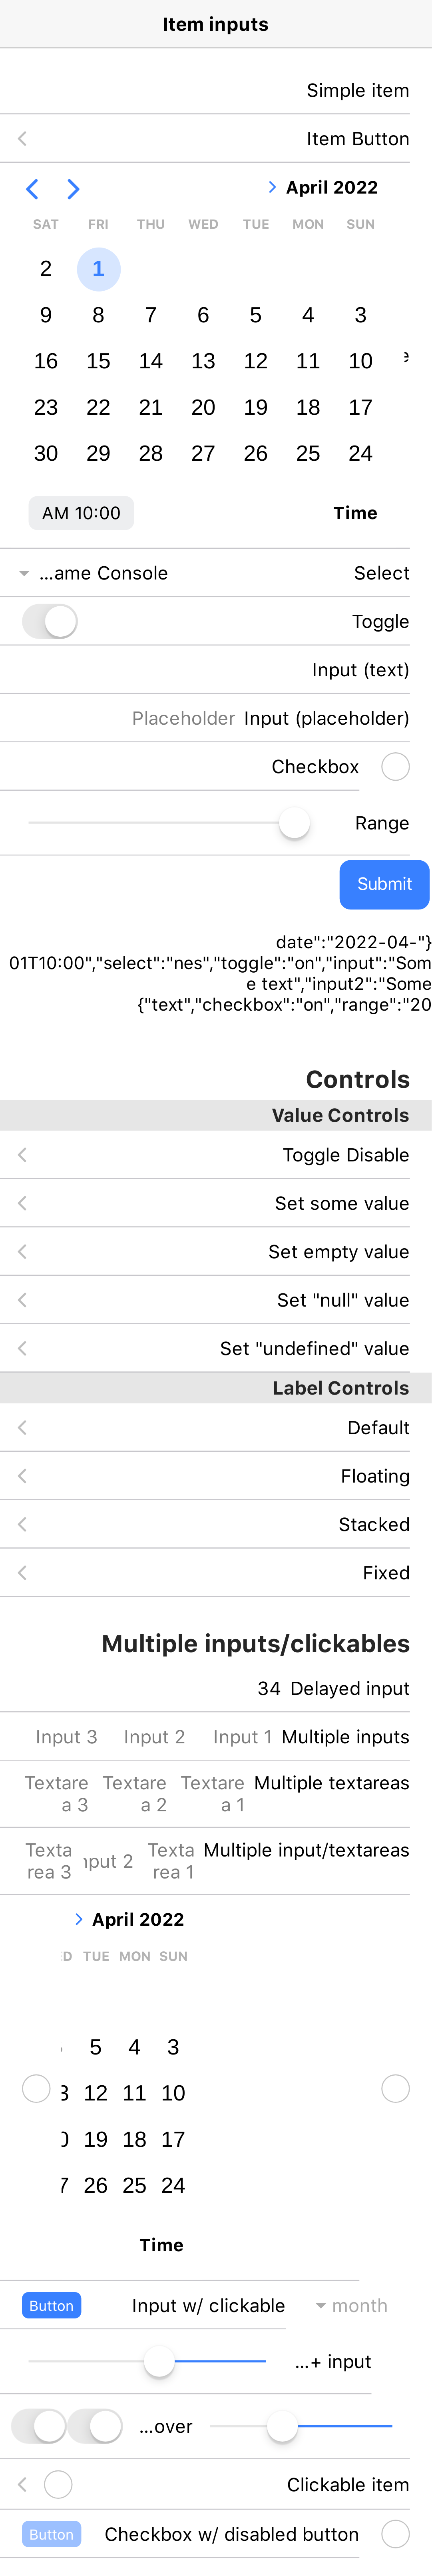 Item inputs
Simple item
Item Button
April 2022
SUN MON TUE WED THU FRI SAT
1 2
3 4 5 6 7 8 9
10 11 12 13 14 15 16
17 18 19 20 21 22 23
24 25 26 27 28 29 30
Time AM 10:00
Select ...ame Console
Toggle
Input (text)
Input (placeholder) Placeholder
Checkbox
Range
Submit
date":"2022-04-"}
01T10:00","select":"nes","toggle":"on","input":"Som
e text","input2":"Some
{"text","checkbox":"on","range":"20
Controls
Value Controls
Toggle Disable
Set some value
Set empty value
Set "null" value
Set "undefined" value
Label Controls
Default
Floating
Stacked
Fixed
Multiple inputs/clickables
Delayed input 34
Multiple inputs Input 1 Input 2 Input 3
Multiple textareas Textare Textare Textare
a 1 a 2 a 3
Multiple input/textareas Texta nput 2 Texta
rea 1 rea 3
April 2022
SUN MON TUE
3 4 5
10 11 12
17 18 19
24 25 26
Time
month Input w/ clickable Button
...+ input
...over
Clickable item
Checkbox w/ disabled button Button